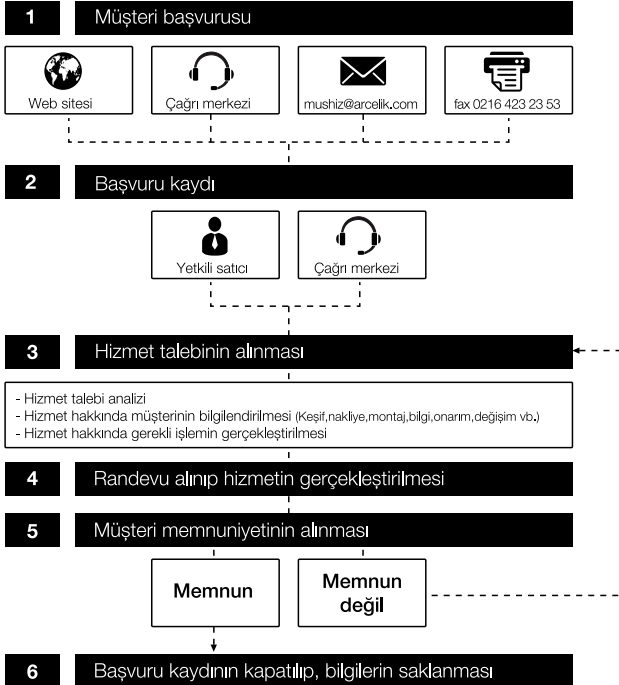 1 Müşteri başvurusu
Web sitesi
Çağrı merkezi
mushiz@arcelik.com
fax 0216 423 23 53
2 Başvuru kaydı
Yetkili satıcı
Çağrı merkezi
3 Hizmet talebinin alınması
- Hizmet talebi analizi
- Hizmet hakkında müşterinin bilgilendirilmesi (Keşif,nakliye,montaj,bilgi,onarım,değişim vb.)
- Hizmet hakkında gerekli işlemin gerçekleştirilmesi
4 Randevu alınıp hizmetin gerçekleştirilmesi
5 Müşteri memnuniyetinin alınması
Memnun
Memnun
değil
6 Başvuru kaydının kapatılıp, bilgilerin saklanması